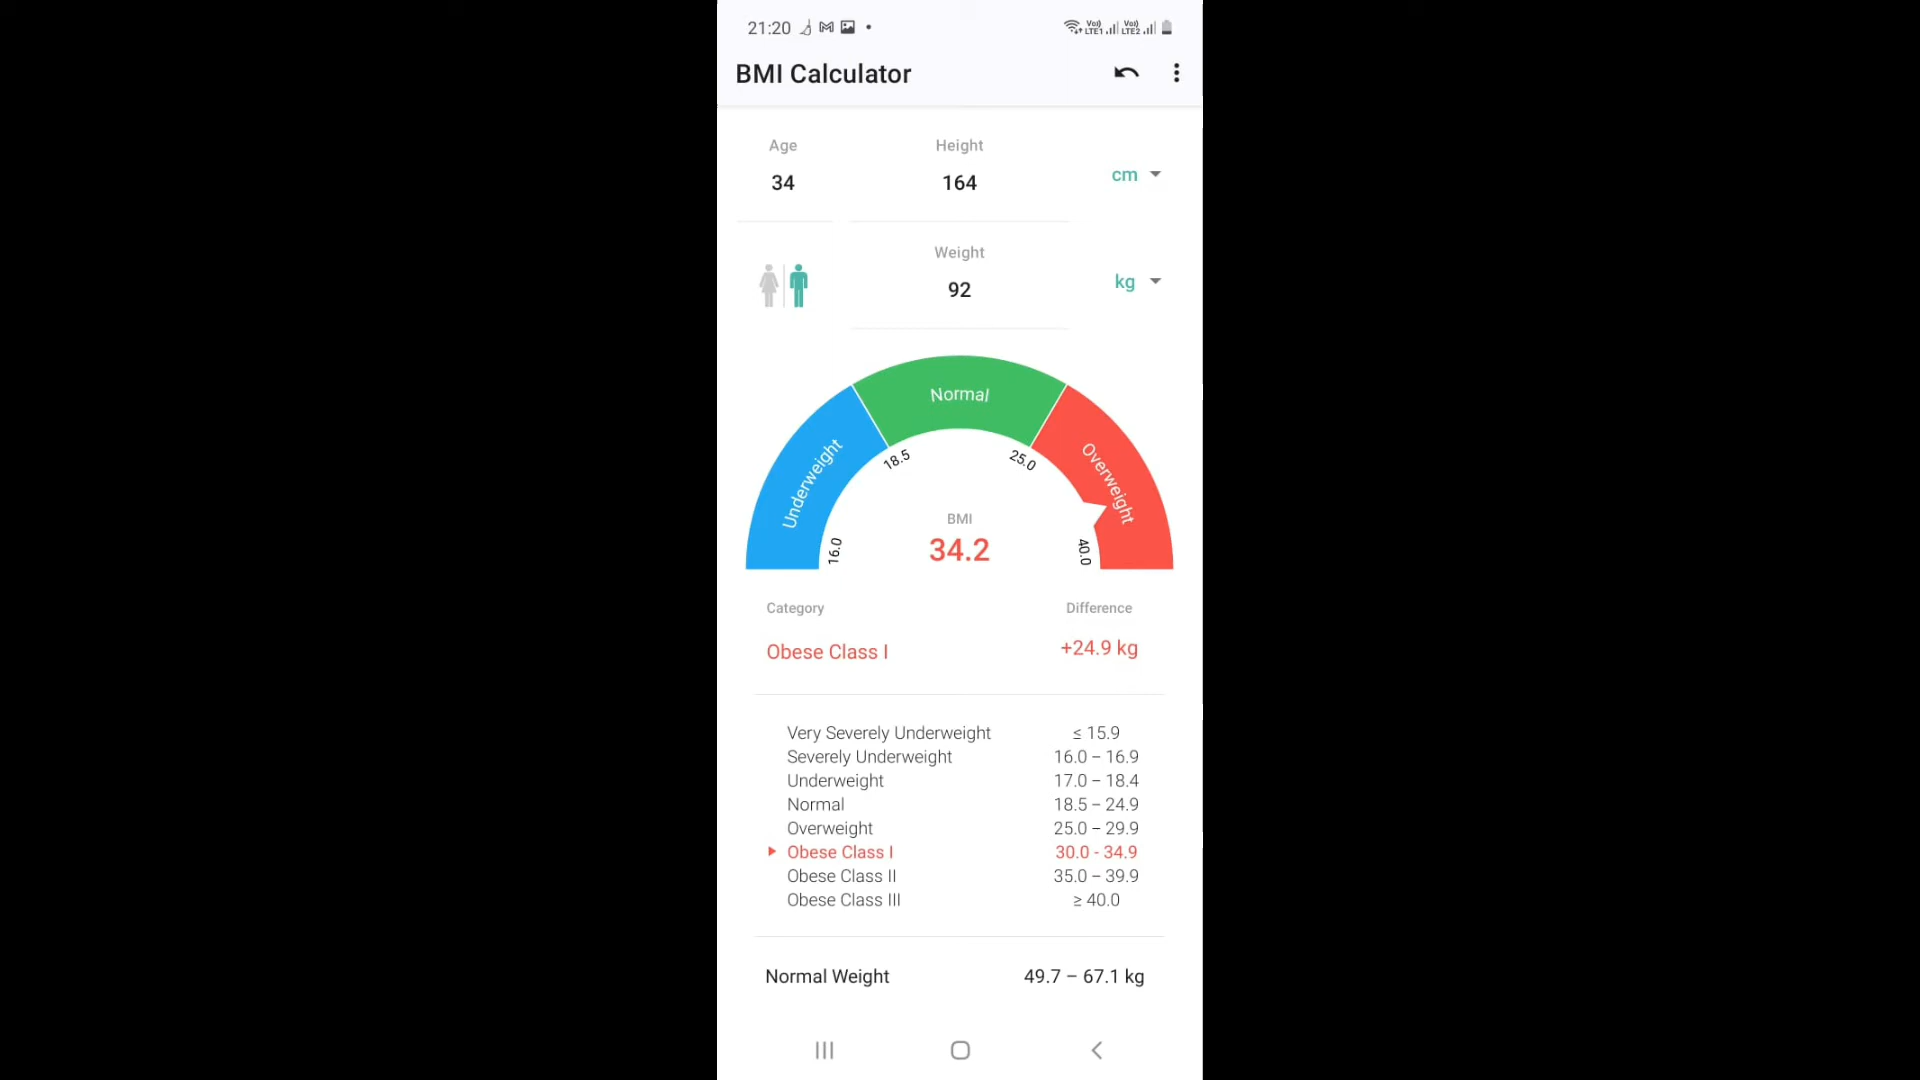 21:20
Vo) LTE1 Vo) LTE2
BMI Calculator
Age
Height
34
164
cm
Weight
92
kg
Underweight
Normal
Overweight
16.0
18.5
25.0
40.0
BMI
34.2
Category
Difference
Obese Class I
+24.9 kg
Very Severely Underweight ≤ 15.9
Severely Underweight 16.0 – 16.9
Underweight 17.0 – 18.4
Normal 18.5 – 24.9
Overweight 25.0 – 29.9
Obese Class I 30.0 - 34.9
Obese Class II 35.0 – 39.9
Obese Class III ≥ 40.0
Normal Weight 49.7 – 67.1 kg